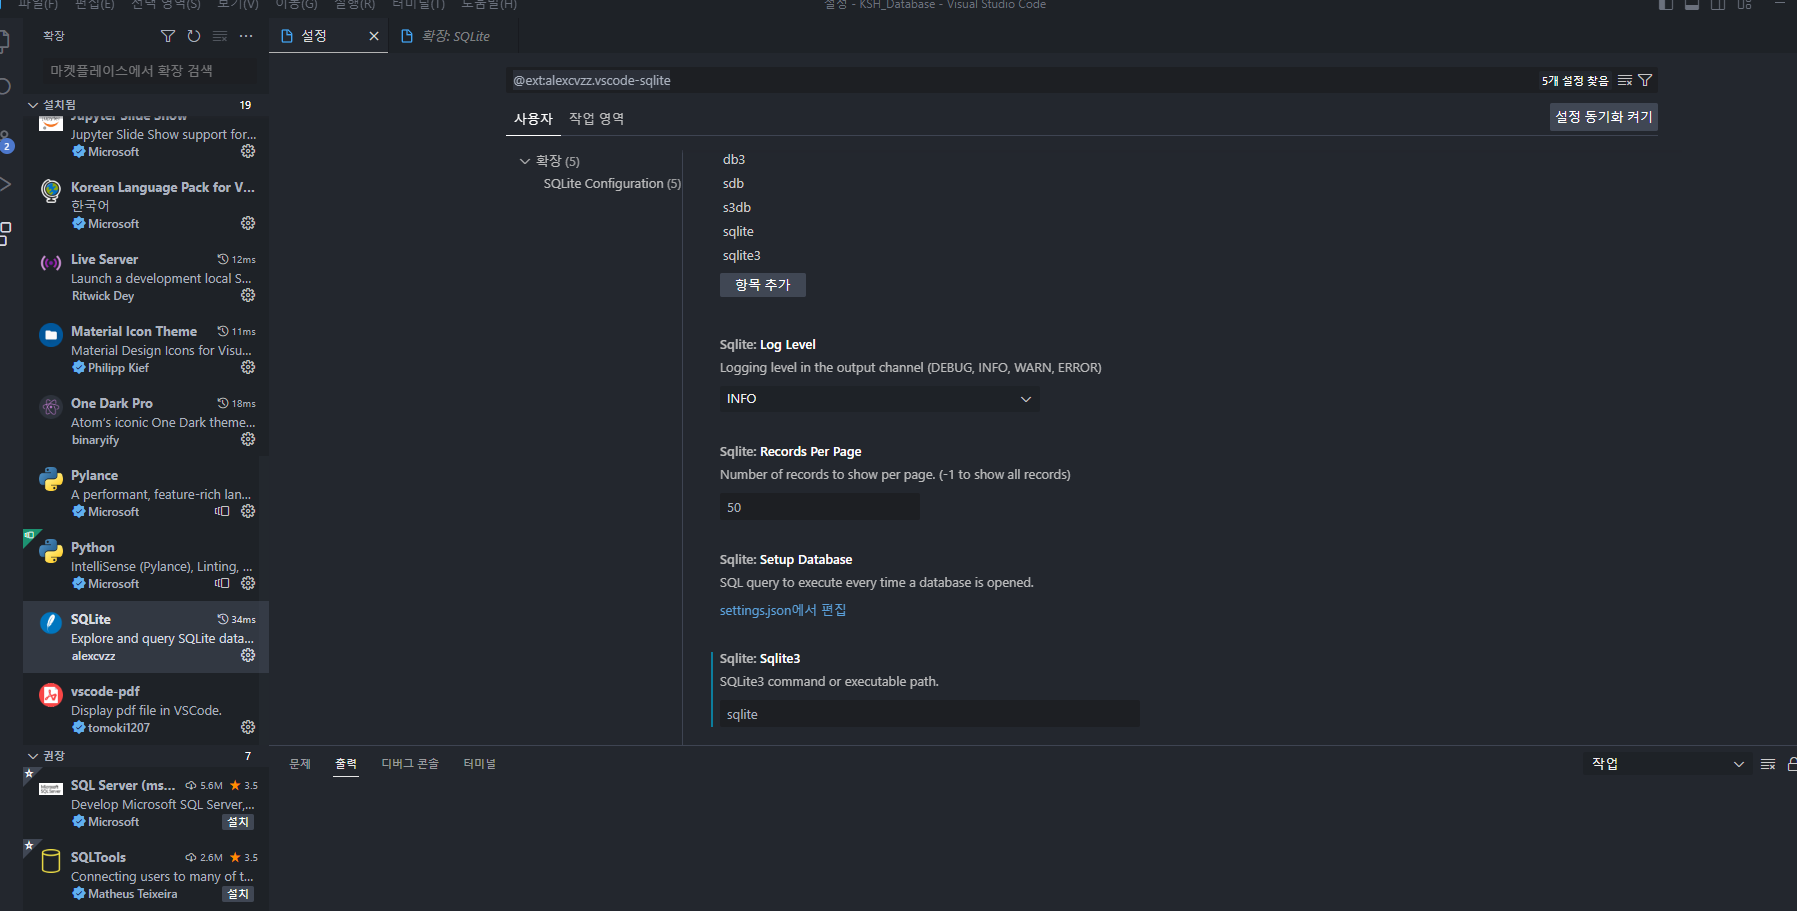 파일(F) 편집(E) 선택 영역(S) 보기(V) 이동(G) 실행(R) 터미널(T) 도움말(H)
설정 - KSH_Database - Visual Studio Code
확장
설정
확장: SQLite
마켓플레이스에서 확장 검색
설치됨 19
Jupyter Slide Show
Jupyter Slide Show support for...
Microsoft
2
Korean Language Pack for V...
한국어
Microsoft
Live Server 12ms
Launch a development local S...
Ritwick Dey
Material Icon Theme 11ms
Material Design Icons for Visu...
Philipp Kief
One Dark Pro 18ms
Atom's iconic One Dark theme...
binaryify
Pylance
A performant, feature-rich lan...
Microsoft
Python
IntelliSense (Pylance), Linting, ...
Microsoft
SQLite 34ms
Explore and query SQLite data...
alexcvzz
vscode-pdf
Display pdf file in VSCode.
tomoki1207
권장 7
SQL Server (ms... 5.6M 3.5
Develop Microsoft SQL Server,...
Microsoft 설치
SQLTools 2.6M 3.5
Connecting users to many of t...
Matheus Teixeira 설치
@ext:alexcvzz.vscode-sqlite
5개 설정 찾음
사용자 작업 영역
설정 동기화 켜기
확장 (5)
SQLite Configuration (5)
db3
sdb
s3db
sqlite
sqlite3
항목 추가
Sqlite: Log Level
Logging level in the output channel (DEBUG, INFO, WARN, ERROR)
INFO
Sqlite: Records Per Page
Number of records to show per page. (-1 to show all records)
50
Sqlite: Setup Database
SQL query to execute every time a database is opened.
settings.json에서 편집
Sqlite: Sqlite3
SQLite3 command or executable path.
sqlite
문제 출력 디버그 콘솔 터미널
작업